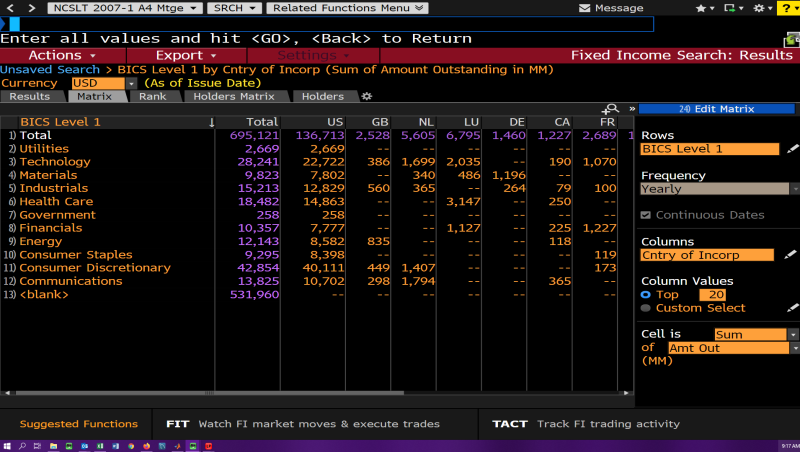 NCSLT 2007-1 A4 Mtge SRCH Related Functions Menu Message
Enter all values and hit <GO>, <Back> to Return
Actions Export Settings Fixed Income Search: Results
Unsaved Search > BICS Level 1 by Cntry of Incorp (Sum of Amount Outstanding in MM)
Currency USD (As of Issue Date)
Results Matrix Rank Holders Matrix Holders
BICS Level 1 Total US GB NL LU DE CA FR
1) Total 695,121 136,713 2,528 5,605 6,795 1,460 1,227 2,689 1
2) Utilities 2,669 2,669 -- -- -- -- -- --
3) Technology 28,241 22,722 386 1,699 2,035 -- 190 1,070
4) Materials 9,823 7,802 -- 340 486 1,196 -- --
5) Industrials 15,213 12,829 560 365 -- 264 79 100
6) Health Care 18,482 14,863 -- -- 3,147 -- 250 --
7) Government 258 258 -- -- -- -- -- --
8) Financials 10,357 7,777 -- -- 1,127 -- 225 1,227
9) Energy 12,143 8,582 835 -- -- -- 118 --
10) Consumer Staples 9,295 8,398 -- -- -- -- -- 119
11) Consumer Discretionary 42,854 40,111 449 1,407 -- -- -- 173
12) Communications 13,825 10,702 298 1,794 -- -- 365 --
13) <blank> 531,960 -- -- -- -- -- -- --
24) Edit Matrix
Rows
BICS Level 1
Frequency
Yearly
Continuous Dates
Columns
Cntry of Incorp
Column Values
Top 20
Custom Select
Cell is Sum
of Amt Out
(MM)
Suggested Functions FIT Watch FI market moves & execute trades TACT Track FI trading activity
9:17 AM